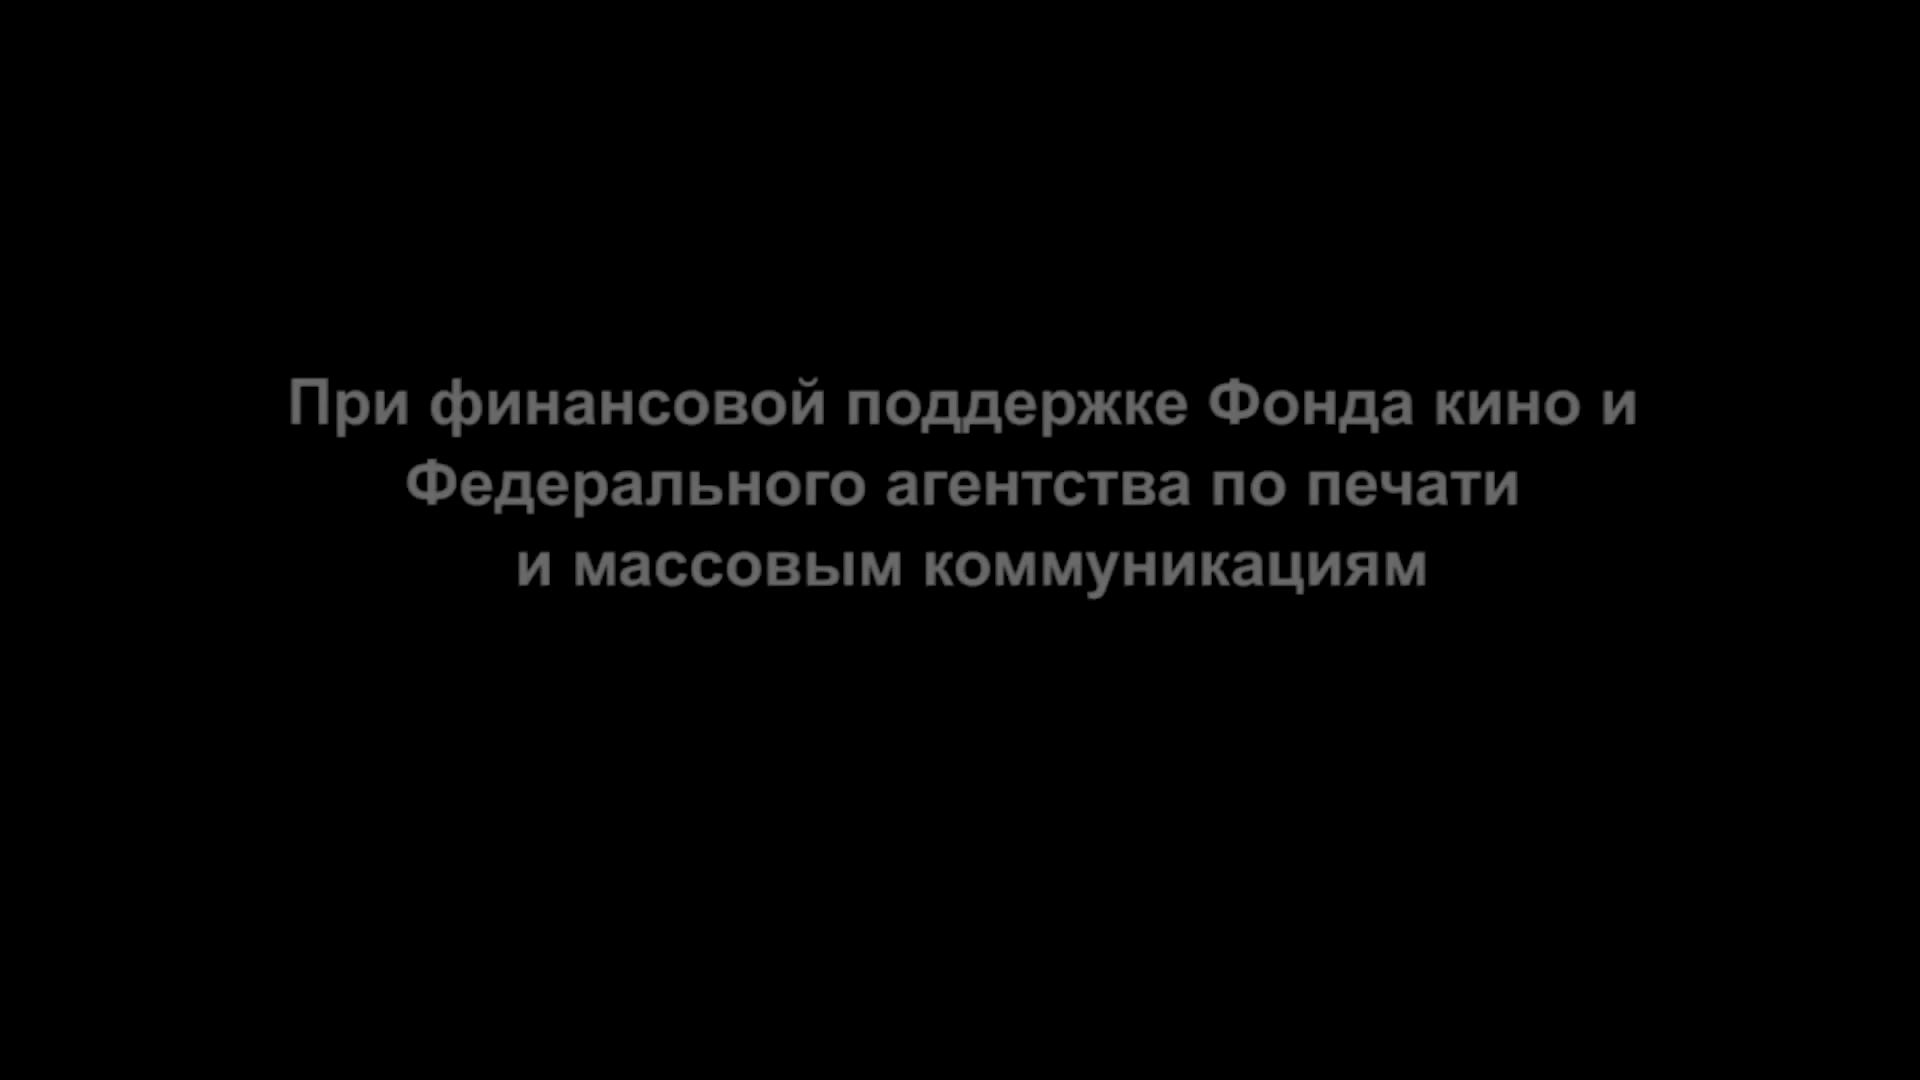 При финансовой поддержке Фонда кино и
Федерального агентства по печати
и массовым коммуникациям